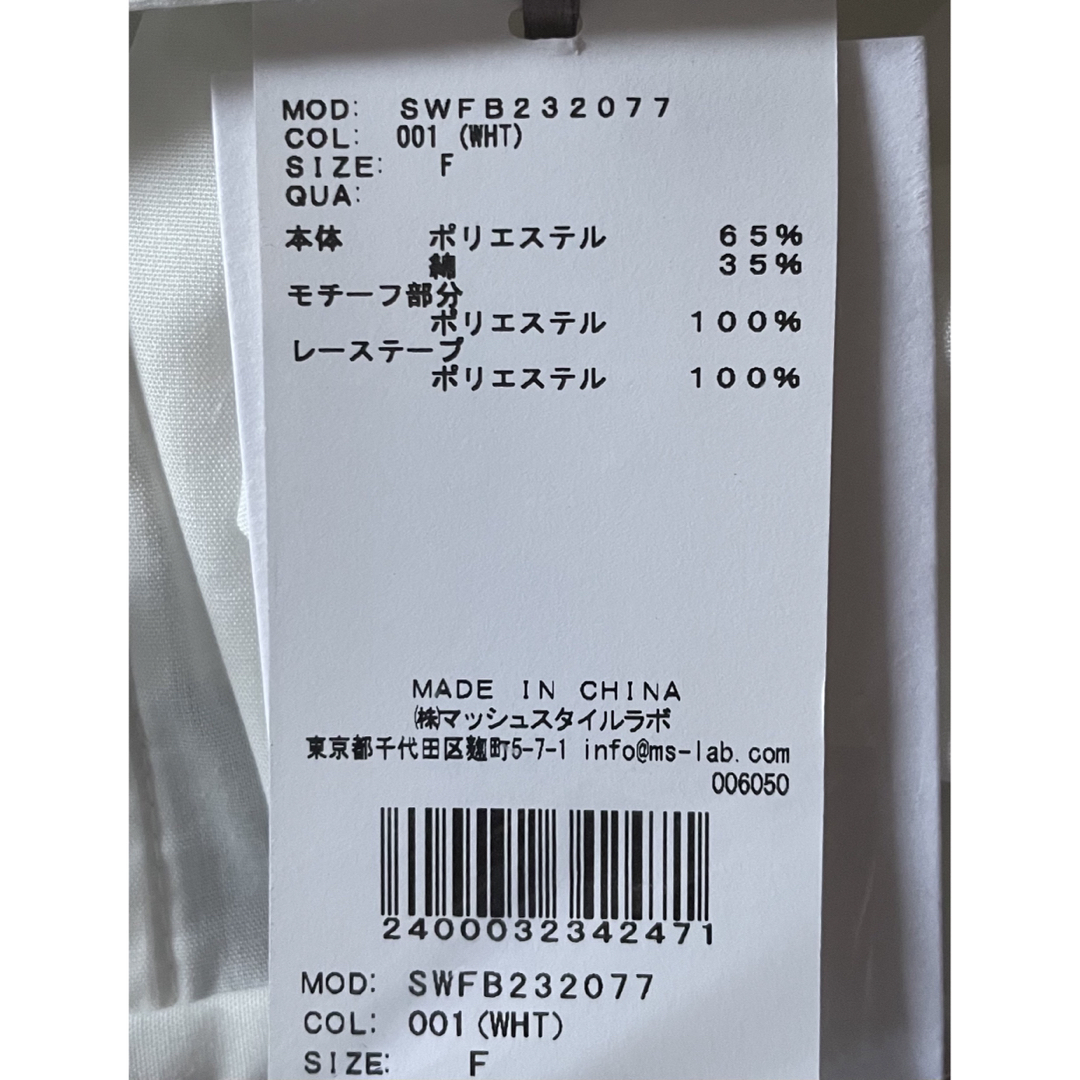 MOD: SWFB232077
COL: 001 (WHT)
SIZE: F
QUA:
本体 ポリエステル 65%
綿 35%
モチーフ部分
ポリエステル 100%
レーステープ
ポリエステル 100%
MADE IN CHINA
㈱マッシュスタイルラボ
東京都千代田区麹町5-7-1 info@ms-lab.com
006050
2400032342471
MOD: SWFB232077
COL: 001(WHT)
SIZE: F